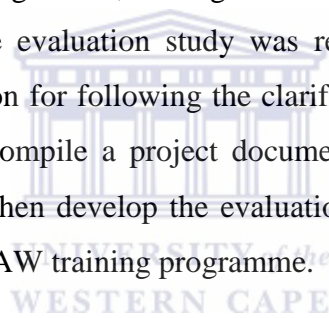 e evaluation study was re
on for following the clarif
ompile a project docume
hen develop the evaluation
UNIVERSITY of the
AW training programme.
WESTERN CAPE